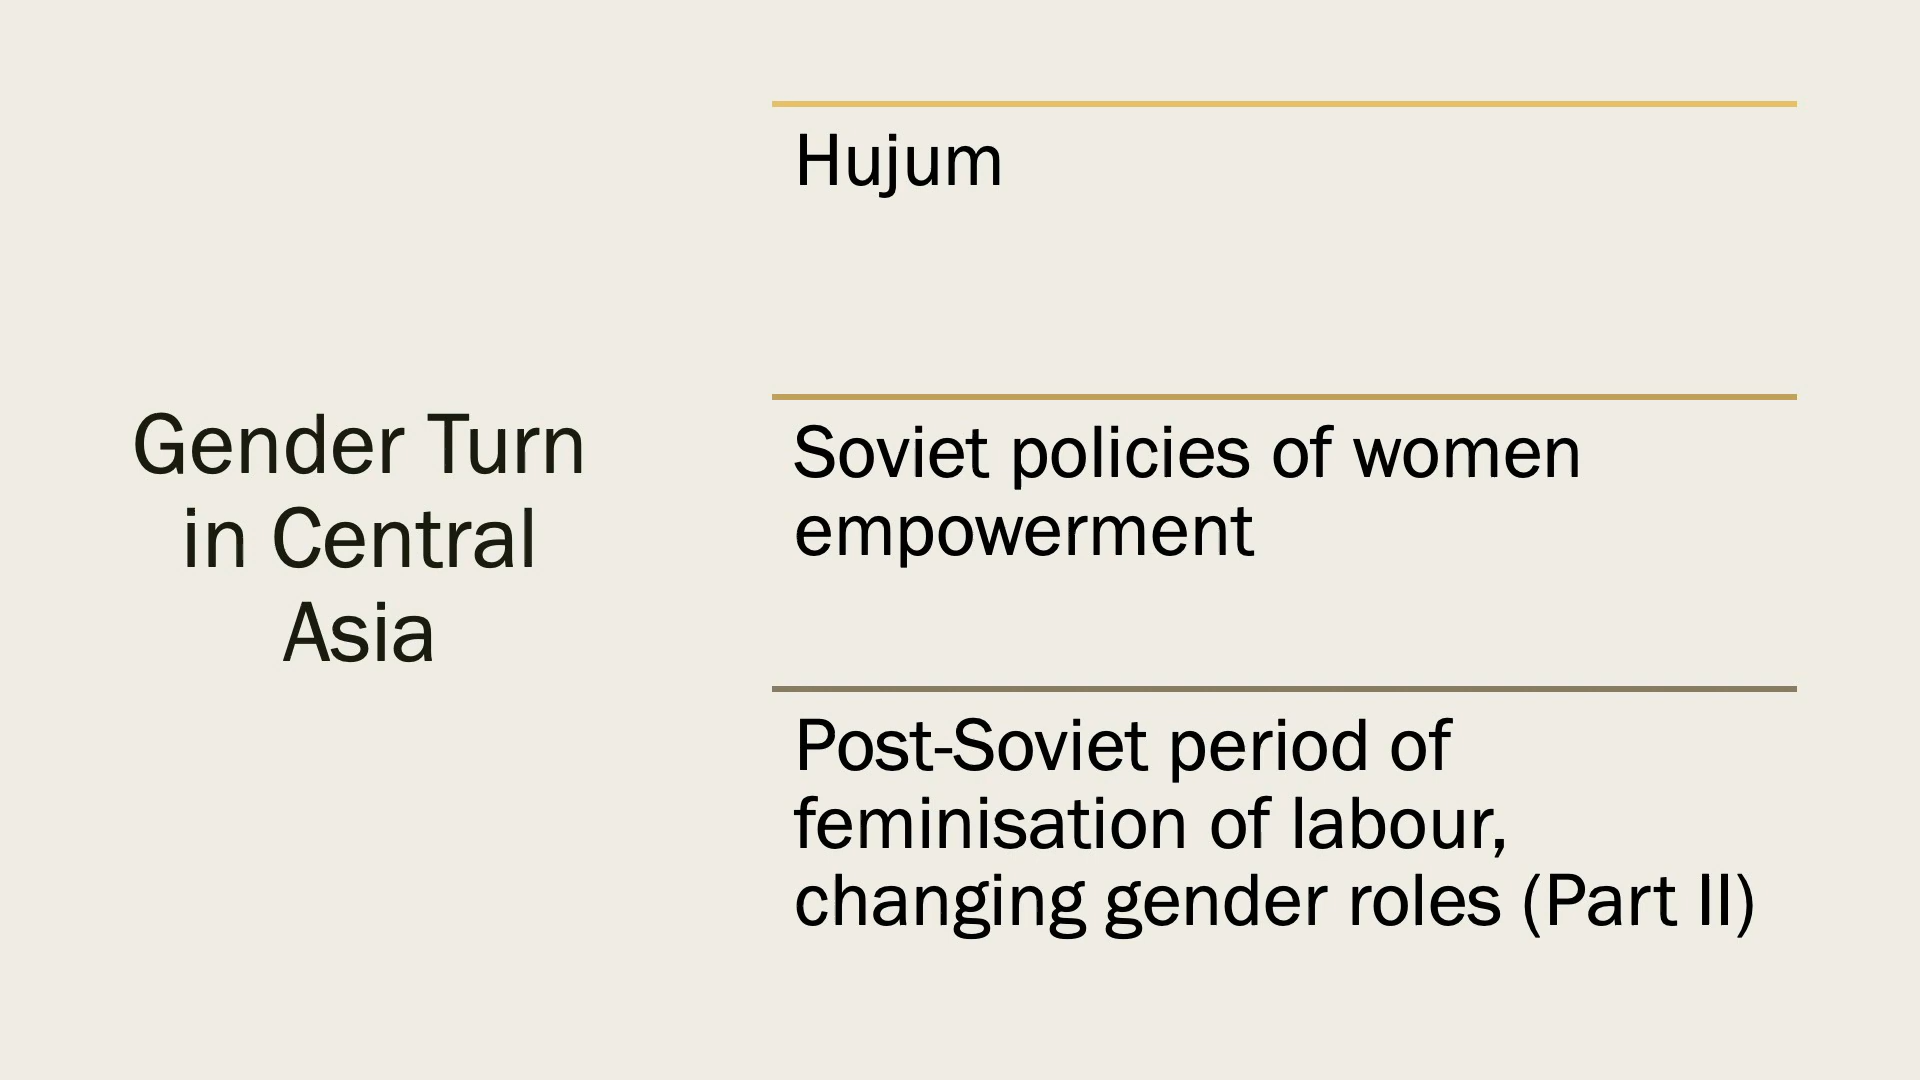 Gender Turn
in Central
Asia
Hujum
Soviet policies of women
empowerment
Post-Soviet period of
feminisation of labour,
changing gender roles (Part II)